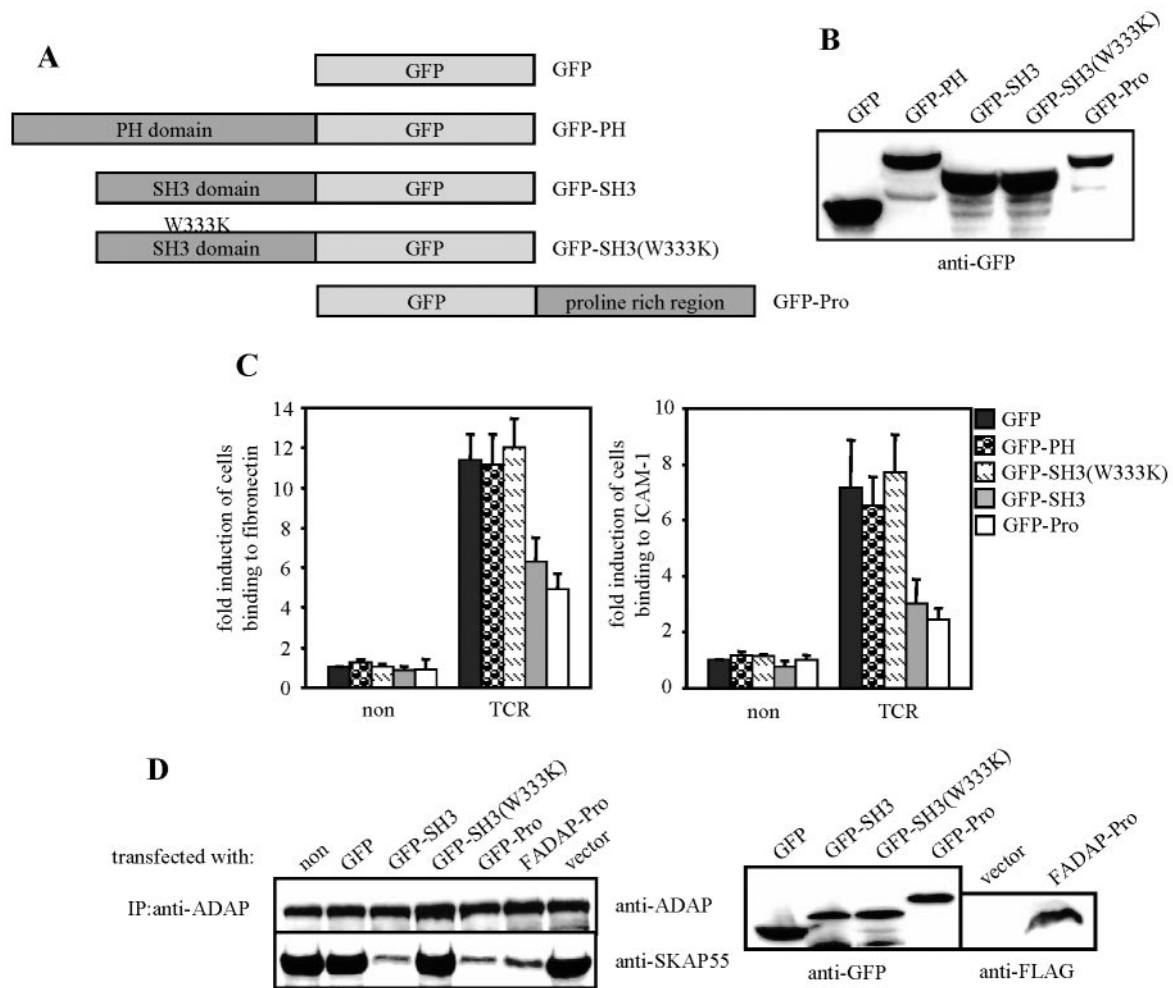 A
GFP
GFP
PH domain
GFP
GFP-PH
SH3 domain
GFP
GFP-SH3
W333K
SH3 domain
GFP
GFP-SH3(W333K)
GFP
proline rich region
GFP-Pro
B
GFP
GFP-PH
GFP-SH3
GFP-SH3(W333K)
GFP-Pro
anti-GFP
C
fold induction of cells
binding to fibronectin
14
12
10
8
6
4
2
0
non
TCR
fold induction of cells
binding to ICAM-1
10
8
6
4
2
0
non
TCR
GFP
GFP-PH
GFP-SH3(W333K)
GFP-SH3
GFP-Pro
D
transfected with:
non
GFP
GFP-SH3
GFP-SH3(W333K)
GFP-Pro
FADAP-Pro
vector
IP:anti-ADAP
anti-ADAP
anti-SKAP55
GFP
GFP-SH3
GFP-SH3(W333K)
GFP-Pro
vector
FADAP-Pro
anti-GFP
anti-FLAG